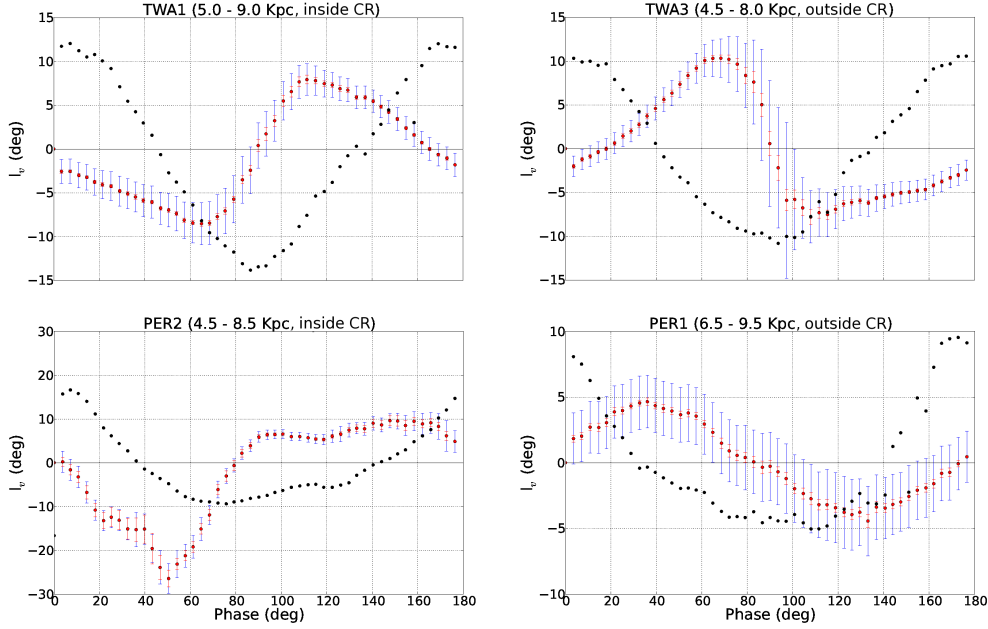 TWA1 (5.0 - 9.0 Kpc, inside CR)
15
10
5
0
−5
−10
−15
l_v (deg)
0 20 40 60 80 100 120 140 160 180
TWA3 (4.5 - 8.0 Kpc, outside CR)
15
10
5
0
−5
−10
−15
l_v (deg)
0 20 40 60 80 100 120 140 160 180
PER2 (4.5 - 8.5 Kpc, inside CR)
30
20
10
0
−10
−20
−30
l_v (deg)
0 20 40 60 80 100 120 140 160 180
Phase (deg)
PER1 (6.5 - 9.5 Kpc, outside CR)
10
5
0
−5
−10
l_v (deg)
0 20 40 60 80 100 120 140 160 180
Phase (deg)